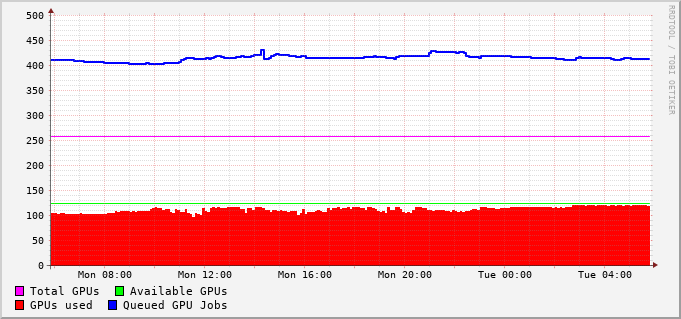 RRDTOOL / TOBI OETIKER
500
450
400
350
300
250
200
150
100
50
0
Mon 08:00 Mon 12:00 Mon 16:00 Mon 20:00 Tue 00:00 Tue 04:00
Total GPUs Available GPUs
GPUs used Queued GPU Jobs